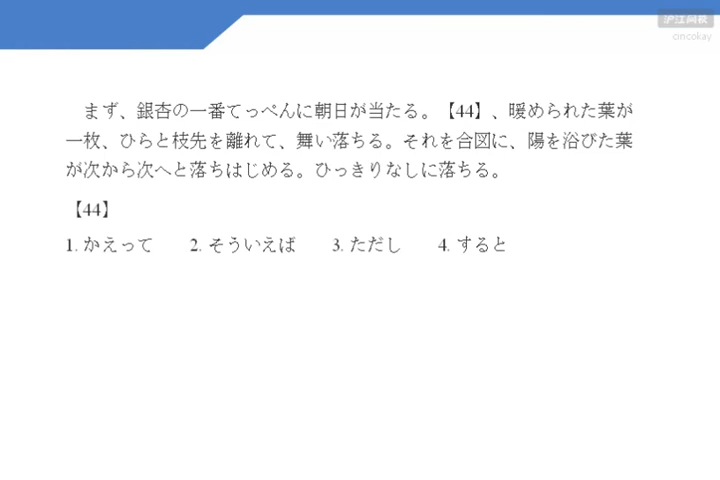 沪江网校
cincokay
まず、銀杏の一番てっぺんに朝日が当たる。【44】、暖められた葉が
一枚、ひらと枝先を離れて、舞い落ちる。それを合図に、陽を浴びた葉
が次から次へと落ちはじめる。ひっきりなしに落ちる。
【44】
1. かえって 2. そういえば 3. ただし 4. すると